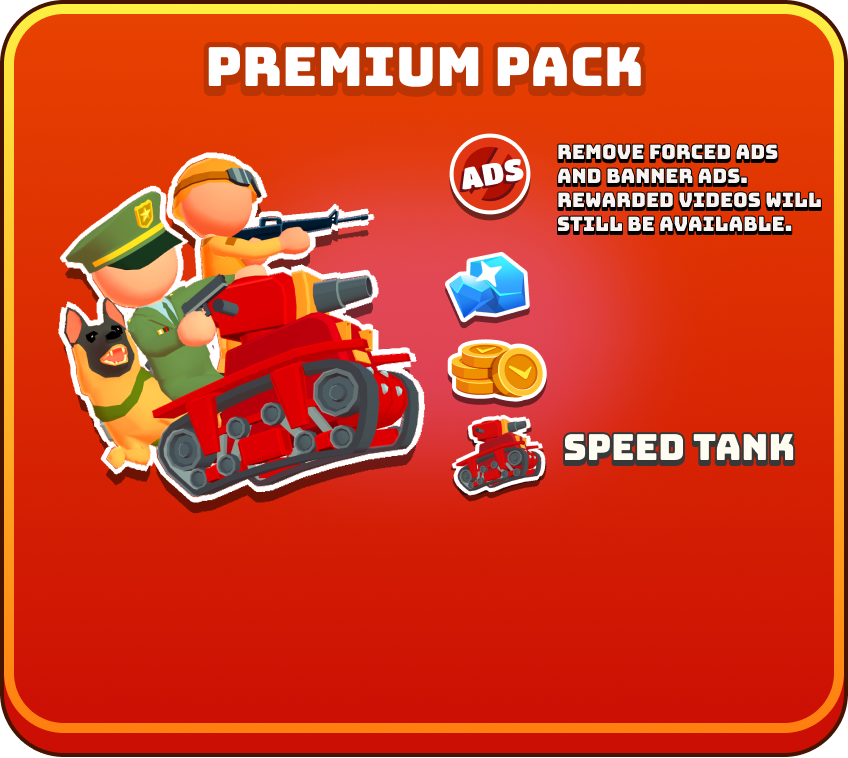 PREMIUM PACK
ADS
REMOVE FORCED ADS
AND BANNER ADS.
REWARDED VIDEOS WILL
STILL BE AVAILABLE.
SPEED TANK